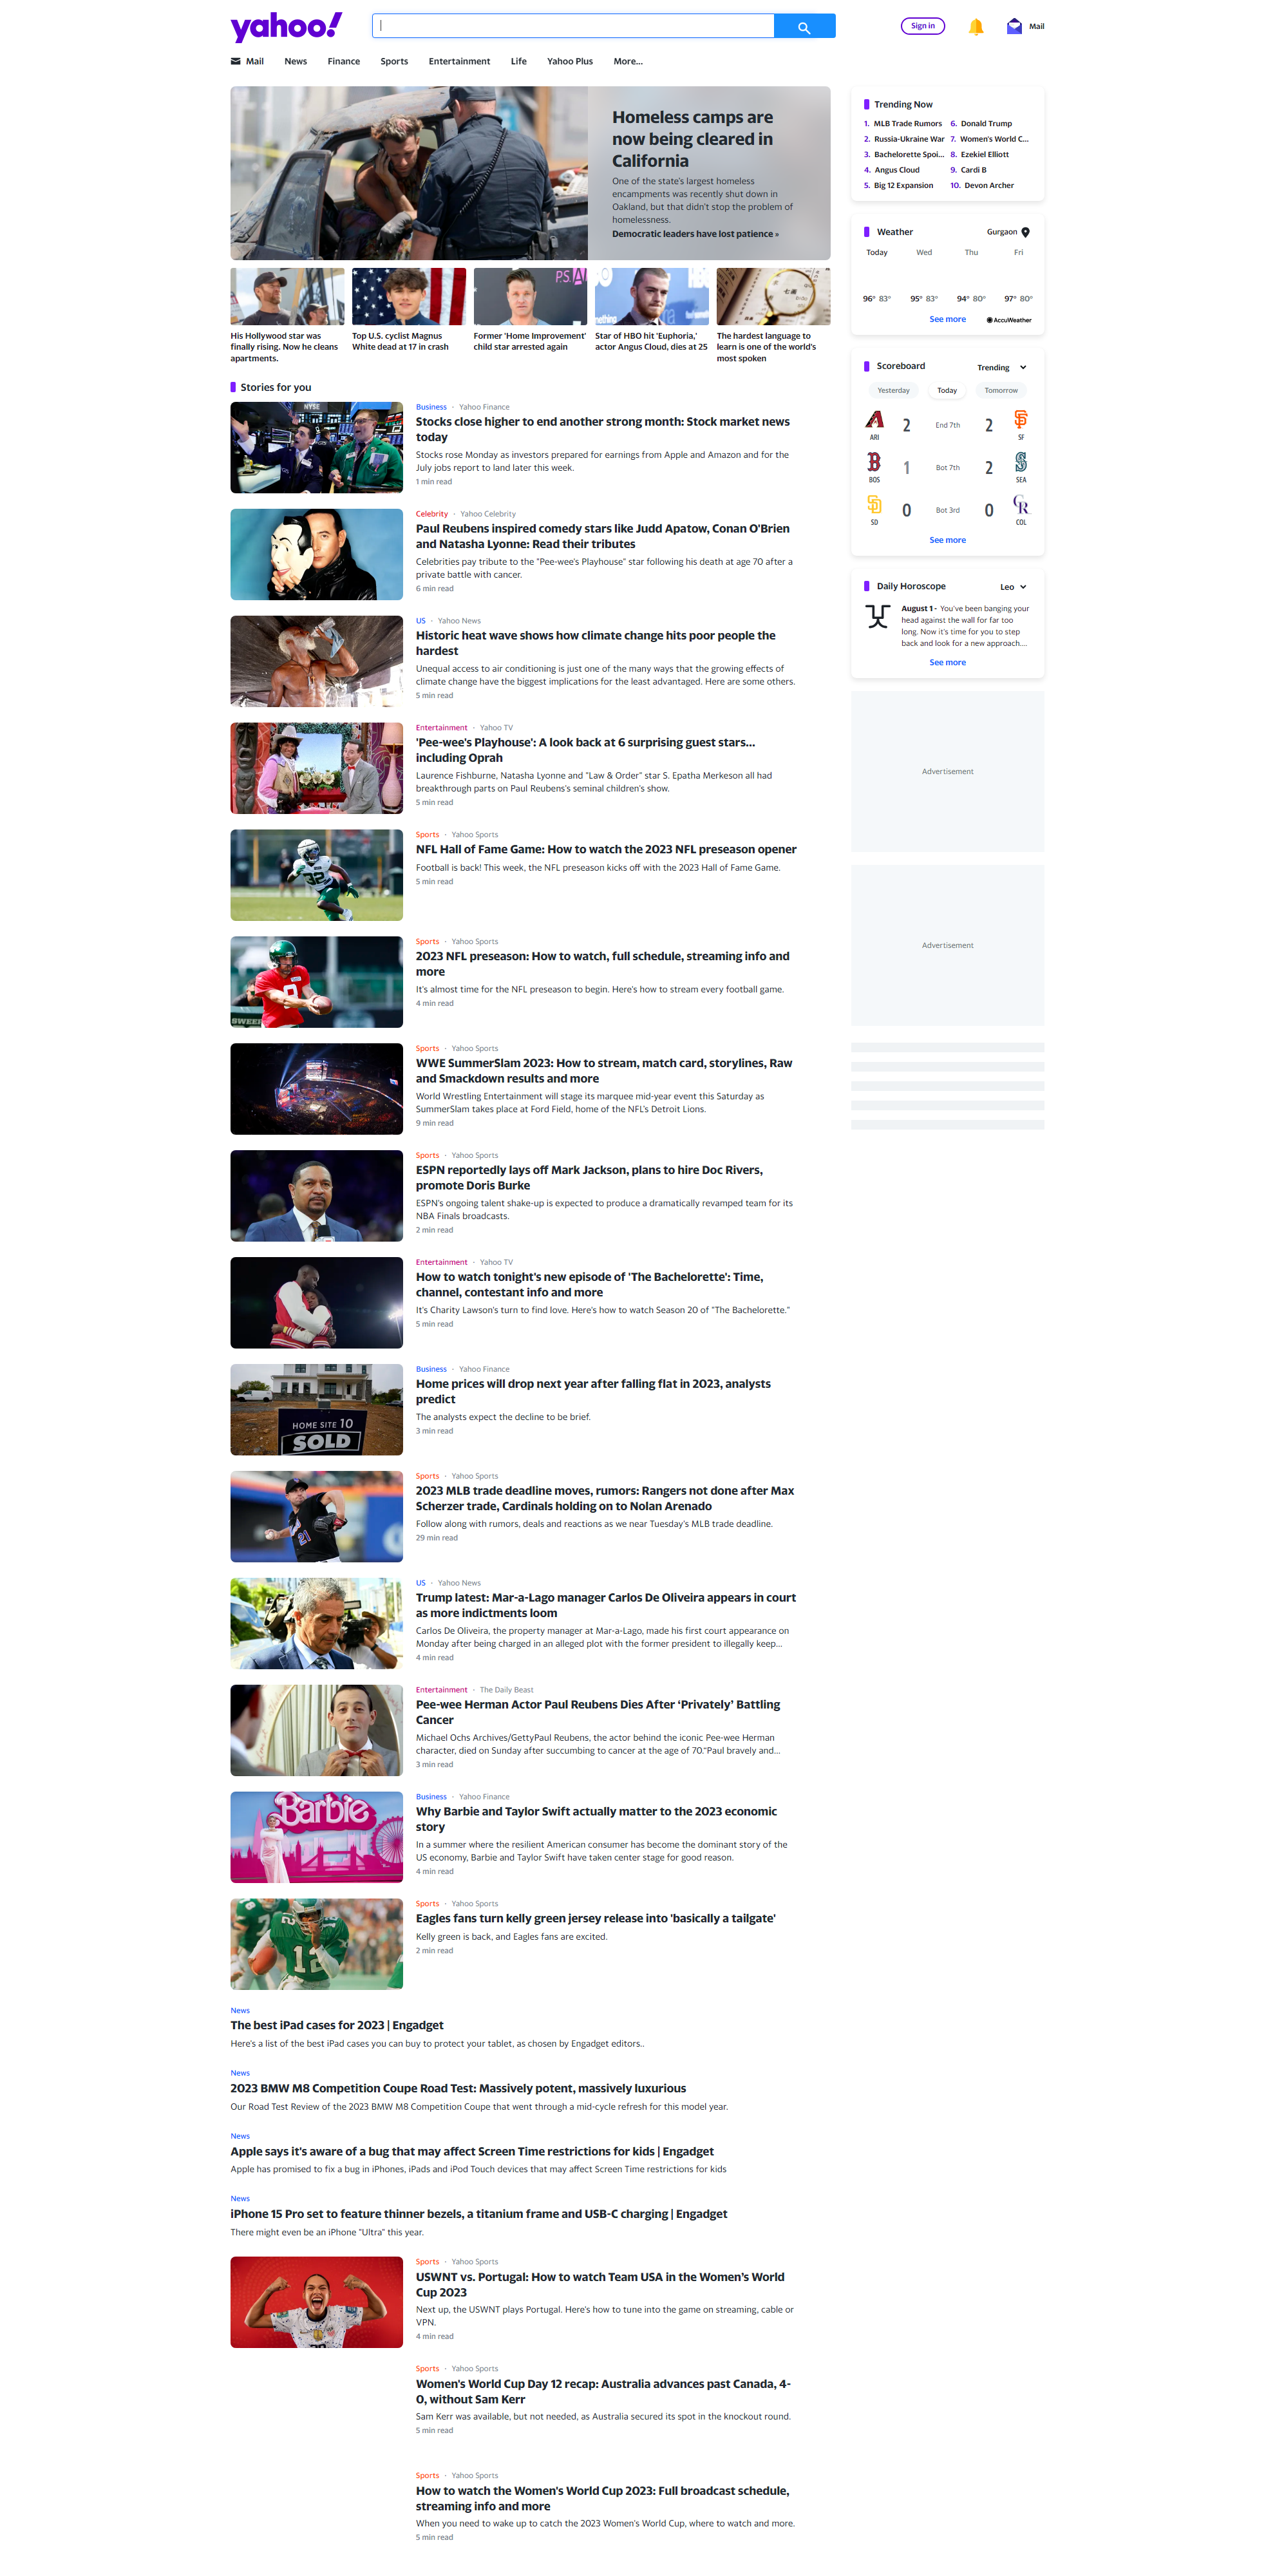 yahoo!
Sign in
Mail
Mail
News
Finance
Sports
Entertainment
Life
Yahoo Plus
More...
Homeless camps are
now being cleared in
California
One of the state's largest homeless
encampments was recently shut down in
Oakland, but that didn't stop the problem of
homelessness.
Democratic leaders have lost patience »
His Hollywood star was
finally rising. Now he cleans
apartments.
Top U.S. cyclist Magnus
White dead at 17 in crash
Former 'Home Improvement'
child star arrested again
Star of HBO hit 'Euphoria,'
actor Angus Cloud, dies at 25
The hardest language to
learn is one of the world's
most spoken
Stories for you
NYSE
Business · Yahoo Finance
Stocks close higher to end another strong month: Stock market news
today
Stocks rose Monday as investors prepared for earnings from Apple and Amazon and for the
July jobs report to land later this week.
1 min read
Celebrity · Yahoo Celebrity
Paul Reubens inspired comedy stars like Judd Apatow, Conan O'Brien
and Natasha Lyonne: Read their tributes
Celebrities pay tribute to the "Pee-wee's Playhouse" star following his death at age 70 after a
private battle with cancer.
6 min read
US · Yahoo News
Historic heat wave shows how climate change hits poor people the
hardest
Unequal access to air conditioning is just one of the many ways that the growing effects of
climate change have the biggest implications for the least advantaged. Here are some others.
5 min read
Entertainment · Yahoo TV
'Pee-wee's Playhouse': A look back at 6 surprising guest stars...
including Oprah
Laurence Fishburne, Natasha Lyonne and "Law & Order" star S. Epatha Merkeson all had
breakthrough parts on Paul Reubens's seminal children's show.
5 min read
Sports · Yahoo Sports
NFL Hall of Fame Game: How to watch the 2023 NFL preseason opener
Football is back! This week, the NFL preseason kicks off with the 2023 Hall of Fame Game.
5 min read
Sports · Yahoo Sports
2023 NFL preseason: How to watch, full schedule, streaming info and
more
It's almost time for the NFL preseason to begin. Here's how to stream every football game.
4 min read
Sports · Yahoo Sports
WWE SummerSlam 2023: How to stream, match card, storylines, Raw
and Smackdown results and more
World Wrestling Entertainment will stage its marquee mid-year event this Saturday as
SummerSlam takes place at Ford Field, home of the NFL's Detroit Lions.
9 min read
Sports · Yahoo Sports
ESPN reportedly lays off Mark Jackson, plans to hire Doc Rivers,
promote Doris Burke
ESPN's ongoing talent shake-up is expected to produce a dramatically revamped team for its
NBA Finals broadcasts.
2 min read
Entertainment · Yahoo TV
How to watch tonight's new episode of 'The Bachelorette': Time,
channel, contestant info and more
It's Charity Lawson's turn to find love. Here's how to watch Season 20 of "The Bachelorette."
5 min read
HOME SITE 10
SOLD
Business · Yahoo Finance
Home prices will drop next year after falling flat in 2023, analysts
predict
The analysts expect the decline to be brief.
3 min read
21
Sports · Yahoo Sports
2023 MLB trade deadline moves, rumors: Rangers not done after Max
Scherzer trade, Cardinals holding on to Nolan Arenado
Follow along with rumors, deals and reactions as we near Tuesday's MLB trade deadline.
29 min read
US · Yahoo News
Trump latest: Mar-a-Lago manager Carlos De Oliveira appears in court
as more indictments loom
Carlos De Oliveira, the property manager at Mar-a-Lago, made his first court appearance on
Monday after being charged in an alleged plot with the former president to illegally keep...
4 min read
Entertainment · The Daily Beast
Pee-wee Herman Actor Paul Reubens Dies After ‘Privately’ Battling
Cancer
Michael Ochs Archives/GettyPaul Reubens, the actor behind the iconic Pee-wee Herman
character, died on Sunday after succumbing to cancer at the age of 70."Paul bravely and...
3 min read
Barbie
Business · Yahoo Finance
Why Barbie and Taylor Swift actually matter to the 2023 economic
story
In a summer where the resilient American consumer has become the dominant story of the
US economy, Barbie and Taylor Swift have taken center stage for good reason.
4 min read
12
Sports · Yahoo Sports
Eagles fans turn kelly green jersey release into 'basically a tailgate'
Kelly green is back, and Eagles fans are excited.
2 min read
News
The best iPad cases for 2023 | Engadget
Here's a list of the best iPad cases you can buy to protect your tablet, as chosen by Engadget editors..
News
2023 BMW M8 Competition Coupe Road Test: Massively potent, massively luxurious
Our Road Test Review of the 2023 BMW M8 Competition Coupe that went through a mid-cycle refresh for this model year.
News
Apple says it's aware of a bug that may affect Screen Time restrictions for kids | Engadget
Apple has promised to fix a bug in iPhones, iPads and iPod Touch devices that may affect Screen Time restrictions for kids
News
iPhone 15 Pro set to feature thinner bezels, a titanium frame and USB-C charging | Engadget
There might even be an iPhone "Ultra" this year.
Sports · Yahoo Sports
USWNT vs. Portugal: How to watch Team USA in the Women's World
Cup 2023
Next up, the USWNT plays Portugal. Here's how to tune into the game on streaming, cable or
VPN.
4 min read
Sports · Yahoo Sports
Women's World Cup Day 12 recap: Australia advances past Canada, 4-
0, without Sam Kerr
Sam Kerr was available, but not needed, as Australia secured its spot in the knockout round.
5 min read
Sports · Yahoo Sports
How to watch the Women's World Cup 2023: Full broadcast schedule,
streaming info and more
When you need to wake up to catch the 2023 Women's World Cup, where to watch and more.
5 min read
Trending Now
1. MLB Trade Rumors
2. Russia-Ukraine War
3. Bachelorette Spoi...
4. Angus Cloud
5. Big 12 Expansion
6. Donald Trump
7. Women's World C...
8. Ezekiel Elliott
9. Cardi B
10. Devon Archer
Weather
Gurgaon
Today Wed Thu Fri
96° 83° 95° 83° 94° 80° 97° 80°
See more
AccuWeather
Scoreboard
Trending
Yesterday Today Tomorrow
ARI 2 End 7th 2 SF
BOS 1 Bot 7th 2 SEA
SD 0 Bot 3rd 0 COL
See more
Daily Horoscope
Leo
August 1 - You've been banging your
head against the wall for far too
long. Now it's time for you to step
back and look for a new approach....
See more
Advertisement
Advertisement